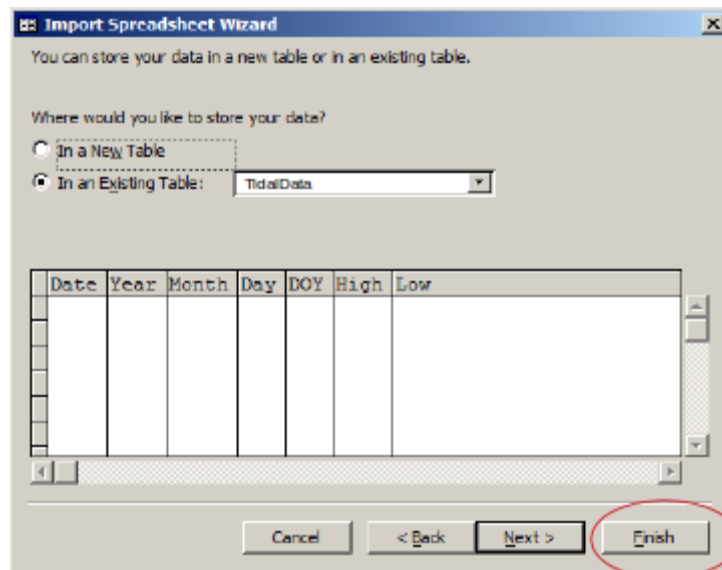 Import Spreadsheet Wizard
You can store your data in a new table or in an existing table.
Where would you like to store your data?
In a New Table
In an Existing Table: TidalData
Date Year Month Day DOY High Low
Cancel < Back Next > Finish